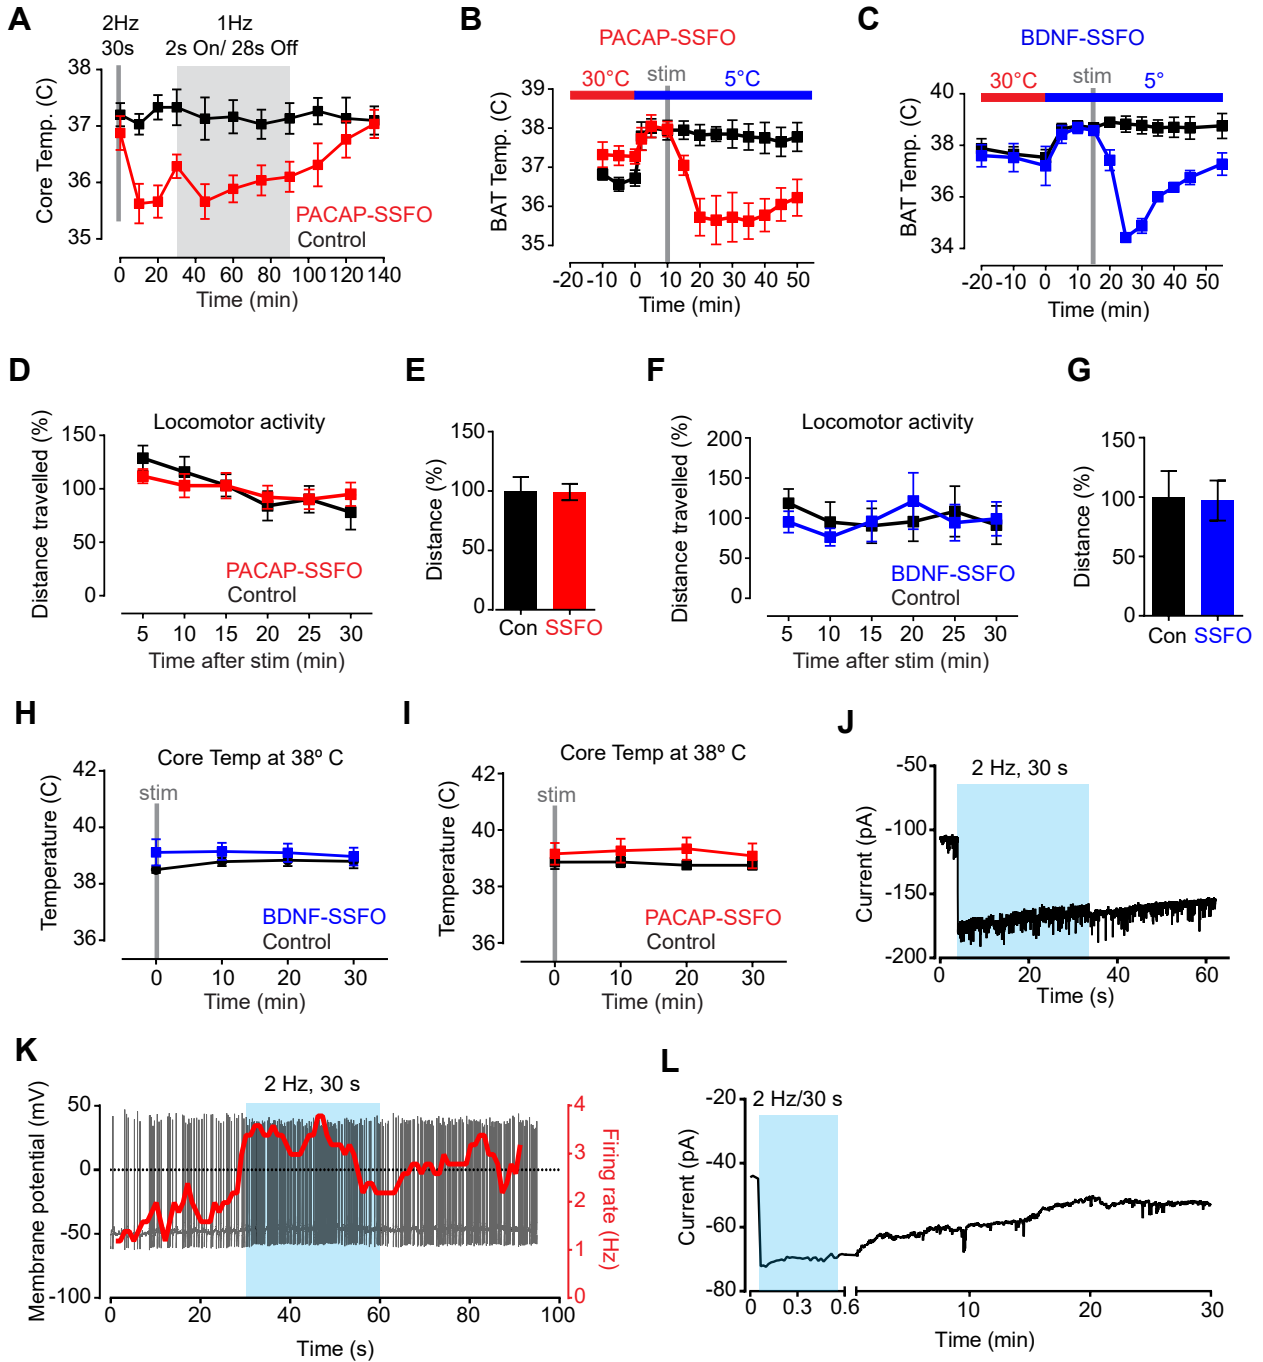 A
2Hz
30s
1Hz
2s On/ 28s Off
Core Temp. (C)
38
37
36
35
PACAP-SSFO
Control
0 20 40 60 80 100 120 140
Time (min)
B
PACAP-SSFO
stim
30°C
5°C
BAT Temp. (C)
39
38
37
36
35
-20 -10 0 10 20 30 40 50
Time (min)
C
BDNF-SSFO
stim
30°C
5°
BAT Temp. (C)
40
38
36
34
-20 -10 0 10 20 30 40 50
Time (min)
D
Locomotor activity
Distance travelled (%)
150
100
50
0
PACAP-SSFO
Control
5 10 15 20 25 30
Time after stim (min)
E
Distance (%)
150
100
50
0
Con SSFO
F
Locomotor activity
Distance travelled (%)
200
150
100
50
0
BDNF-SSFO
Control
5 10 15 20 25 30
Time after stim (min)
G
Distance (%)
150
100
50
0
Con SSFO
H
Core Temp at 38º C
stim
Temperature (C)
42
40
38
36
BDNF-SSFO
Control
0 10 20 30
Time (min)
I
Core Temp at 38º C
stim
Temperature (C)
42
40
38
36
PACAP-SSFO
Control
0 10 20 30
Time (min)
J
2 Hz, 30 s
Current (pA)
-50
-100
-150
-200
0 20 40 60
Time (s)
K
2 Hz, 30 s
Membrane potential (mV)
50
0
-50
-100
4
3
2
1
0
Firing rate (Hz)
0 20 40 60 80 100
Time (s)
L
2 Hz/30 s
Current (pA)
-20
-40
-60
-80
0 0.3 0.6 10 20 30
Time (min)